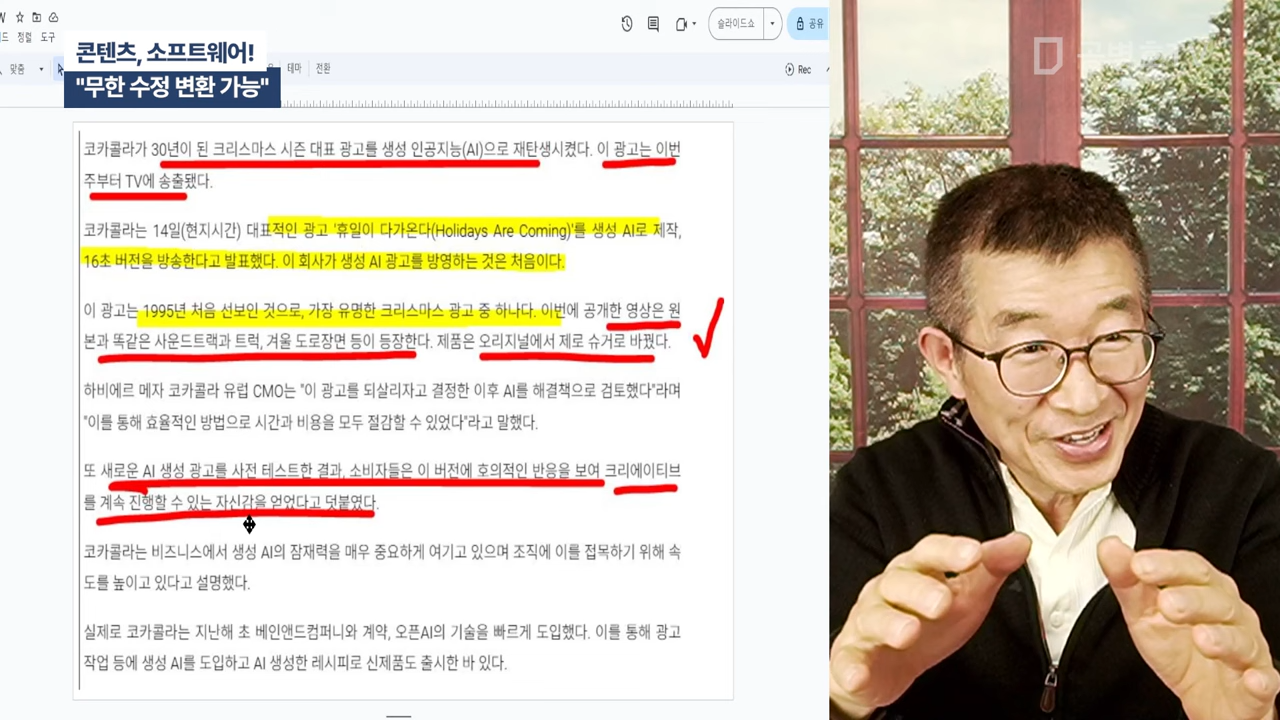 정렬 도구
슬라이드쇼
공유
콘텐츠, 소프트웨어!
"무한 수정 변환 가능"
맞춤
테마
전환
Rec
코카콜라가 30년이 된 크리스마스 시즌 대표 광고를 생성 인공지능(AI)으로 재탄생시켰다. 이 광고는 이번
주부터 TV에 송출됐다.
코카콜라는 14일(현지시간) 대표적인 광고 '휴일이 다가온다(Holidays Are Coming)'를 생성 AI로 제작,
16초 버전을 방송한다고 발표했다. 이 회사가 생성 AI 광고를 방영하는 것은 처음이다.
이 광고는 1995년 처음 선보인 것으로, 가장 유명한 크리스마스 광고 중 하나다. 이번에 공개한 영상은 원
본과 똑같은 사운드트랙과 트럭, 겨울 도로장면 등이 등장한다. 제품은 오리지널에서 제로 슈거로 바꿨다.
하비에르 메자 코카콜라 유럽 CMO는 "이 광고를 되살리자고 결정한 이후 AI를 해결책으로 검토했다"라며
"이를 통해 효율적인 방법으로 시간과 비용을 모두 절감할 수 있었다"라고 말했다.
또 새로운 AI 생성 광고를 사전 테스트한 결과, 소비자들은 이 버전에 호의적인 반응을 보여 크리에이티브
를 계속 진행할 수 있는 자신감을 얻었다고 덧붙였다.
코카콜라는 비즈니스에서 생성 AI의 잠재력을 매우 중요하게 여기고 있으며 조직에 이를 접목하기 위해 속
도를 높이고 있다고 설명했다.
실제로 코카콜라는 지난해 초 베인앤드컴퍼니와 계약, 오픈AI의 기술을 빠르게 도입했다. 이를 통해 광고
작업 등에 생성 AI를 도입하고 AI 생성한 레시피로 신제품도 출시한 바 있다.